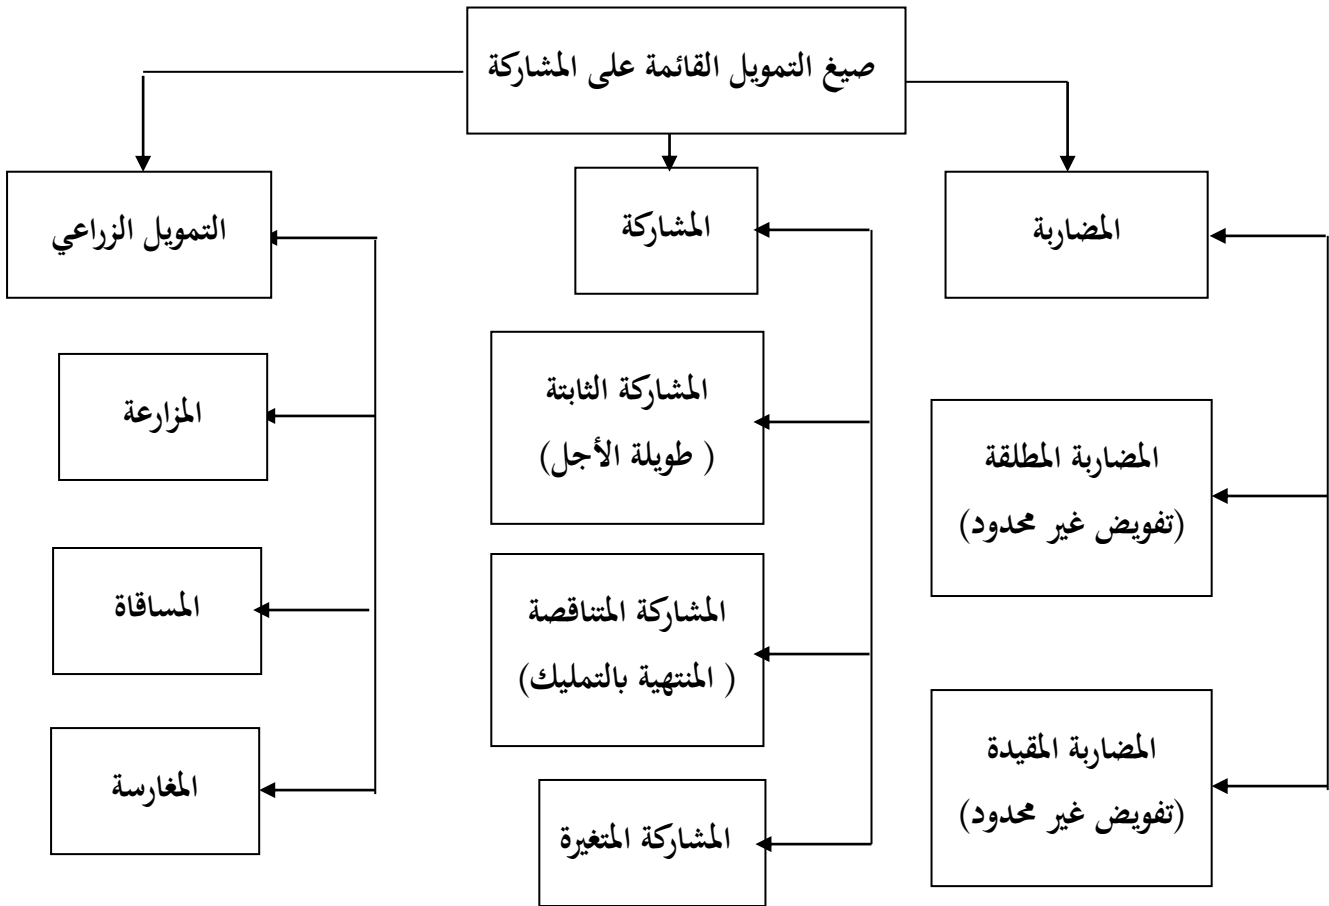 صيغ التمويل القائمة على المشاركة
المضاربة
المشاركة
التمويل الزراعي
المضاربة المطلقة
(تفويض غير محدود)
المضاربة المقيدة
(تفويض غير محدود)
المشاركة الثابتة
( طويلة الأجل)
المشاركة المتناقصة
( المنتهية بالتمليك)
المشاركة المتغيرة
المزارعة
المساقاة
المغارسة